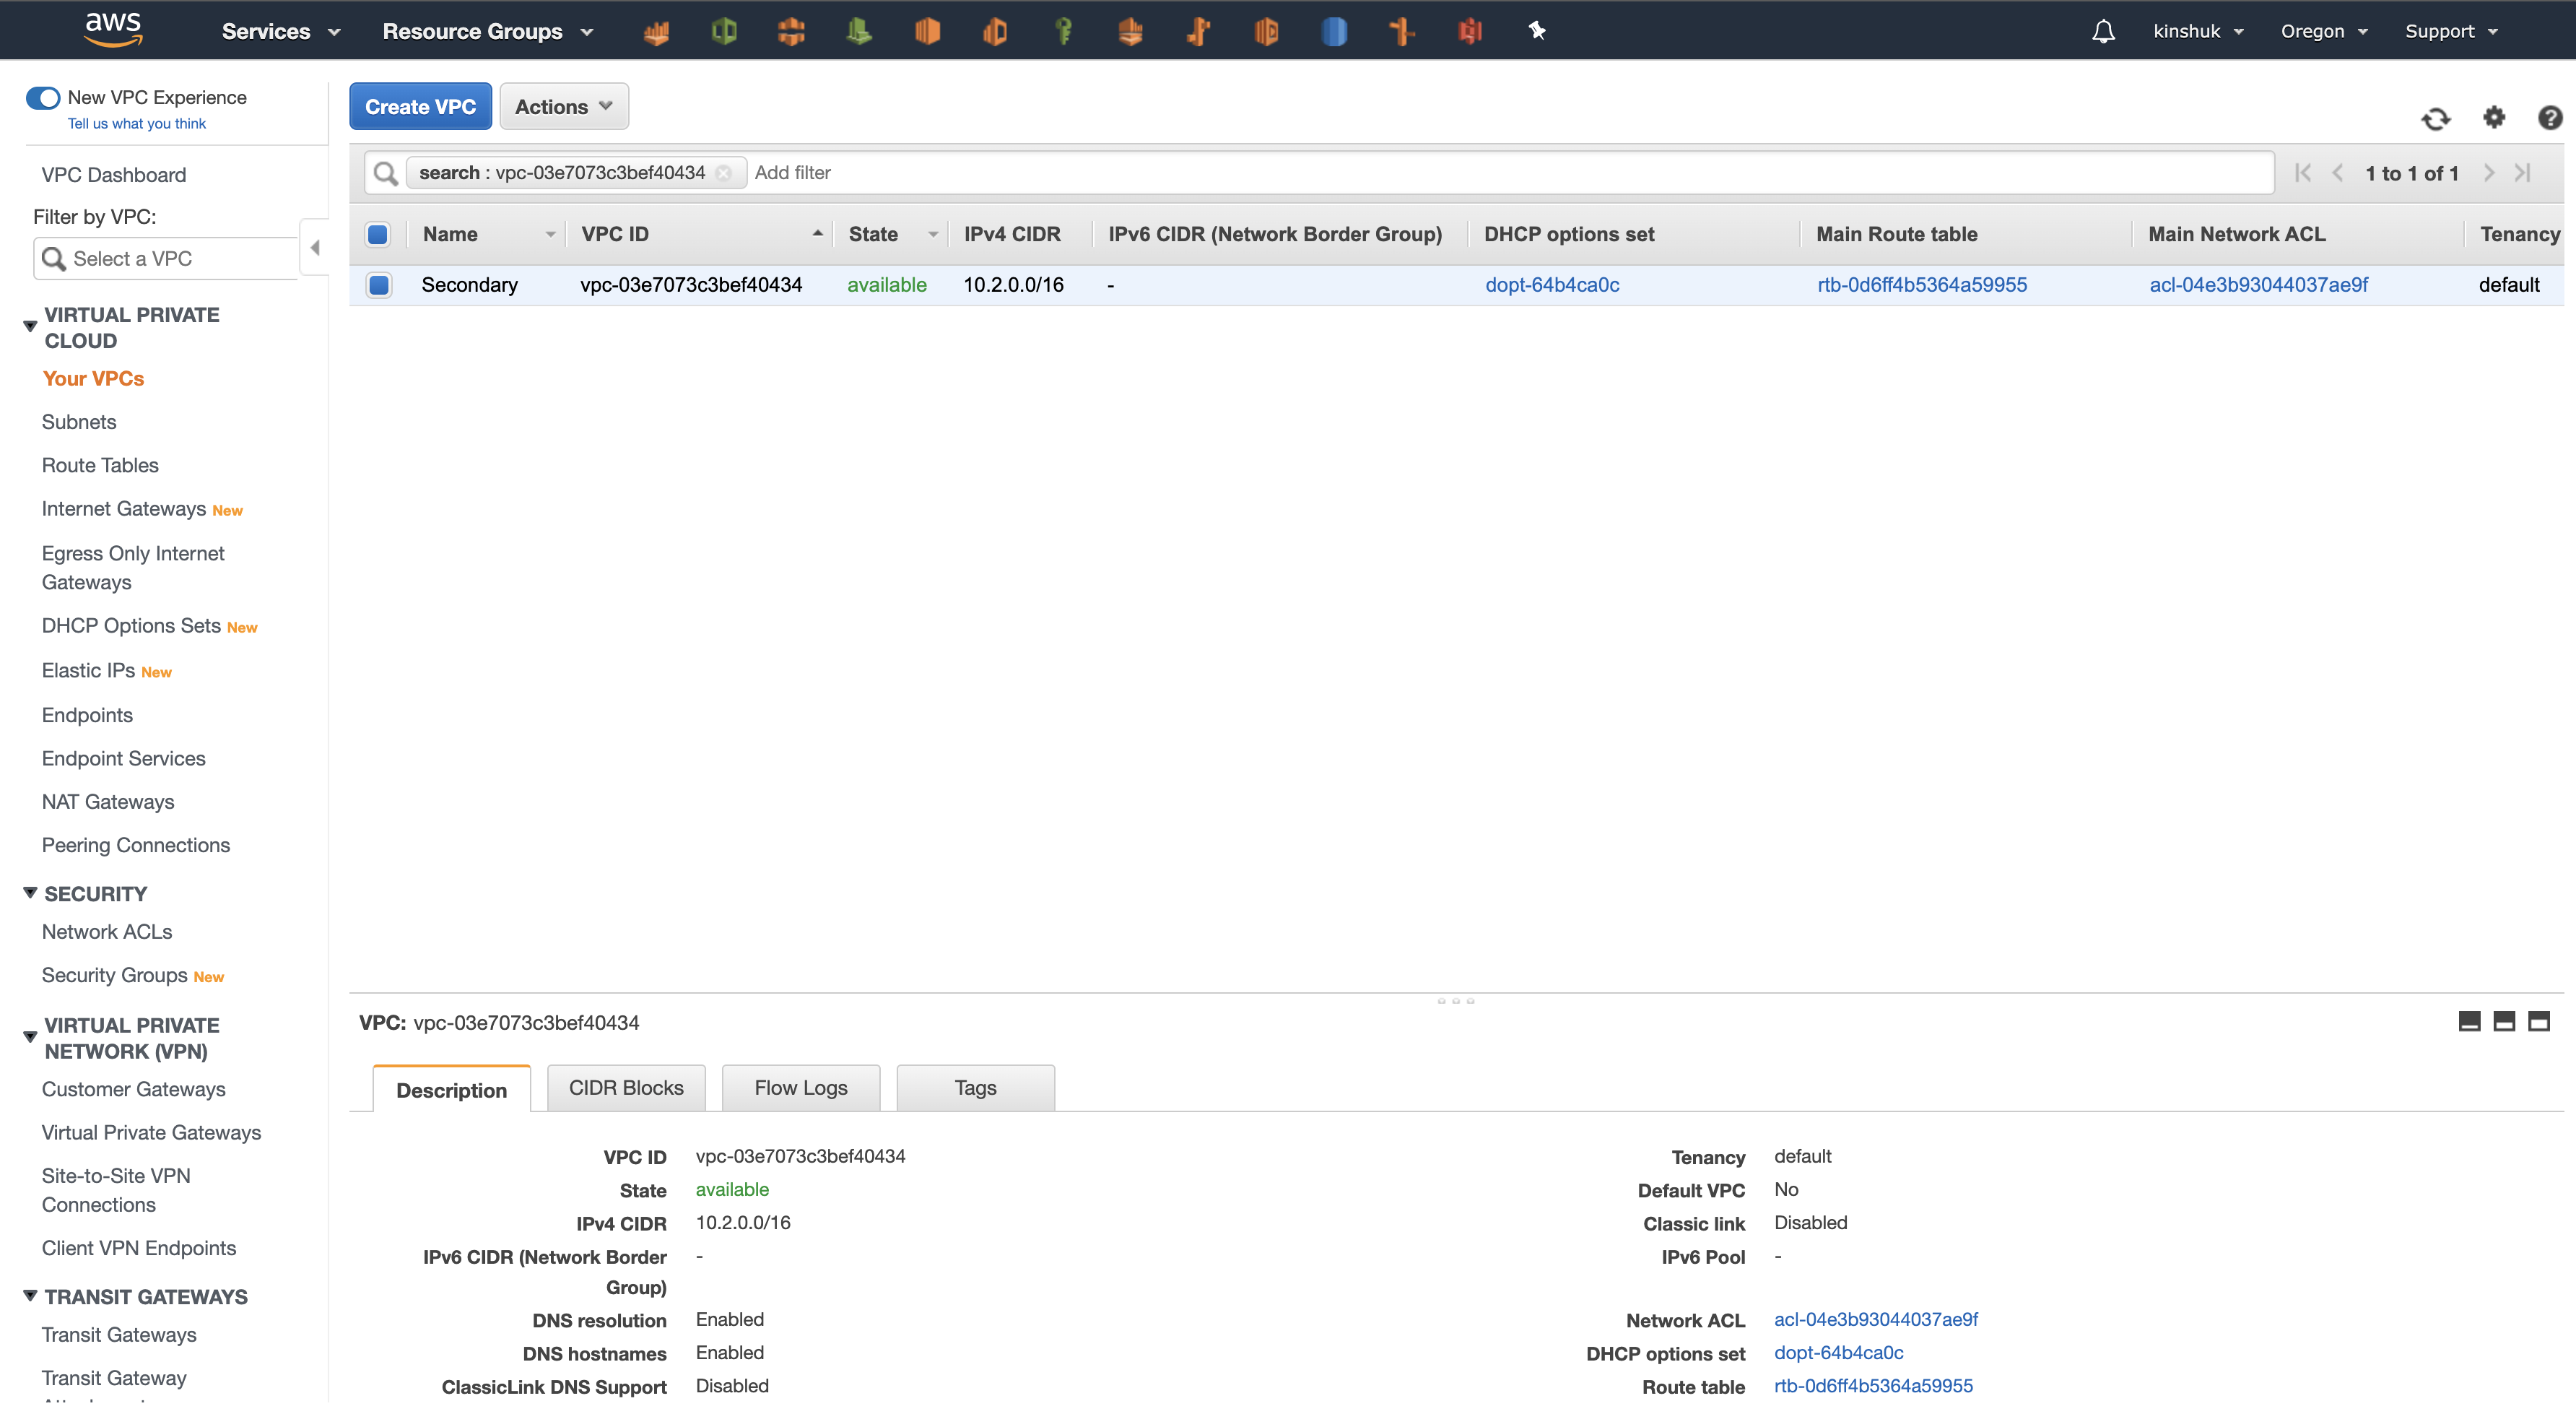 aws Services Resource Groups kinshuk Oregon Support
New VPC Experience
Tell us what you think
VPC Dashboard
Filter by VPC:
Select a VPC
VIRTUAL PRIVATE
CLOUD
Your VPCs
Subnets
Route Tables
Internet Gateways New
Egress Only Internet
Gateways
DHCP Options Sets New
Elastic IPs New
Endpoints
Endpoint Services
NAT Gateways
Peering Connections
SECURITY
Network ACLs
Security Groups New
VIRTUAL PRIVATE
NETWORK (VPN)
Customer Gateways
Virtual Private Gateways
Site-to-Site VPN
Connections
Client VPN Endpoints
TRANSIT GATEWAYS
Transit Gateways
Transit Gateway
Create VPC Actions
search : vpc-03e7073c3bef40434 Add filter 1 to 1 of 1
Name VPC ID State IPv4 CIDR IPv6 CIDR (Network Border Group) DHCP options set Main Route table Main Network ACL Tenancy
Secondary vpc-03e7073c3bef40434 available 10.2.0.0/16 - dopt-64b4ca0c rtb-0d6ff4b5364a59955 acl-04e3b93044037ae9f default
VPC: vpc-03e7073c3bef40434
Description CIDR Blocks Flow Logs Tags
VPC ID vpc-03e7073c3bef40434 Tenancy default
State available Default VPC No
IPv4 CIDR 10.2.0.0/16 Classic link Disabled
IPv6 CIDR (Network Border - IPv6 Pool -
Group)
DNS resolution Enabled Network ACL acl-04e3b93044037ae9f
DNS hostnames Enabled DHCP options set dopt-64b4ca0c
ClassicLink DNS Support Disabled Route table rtb-0d6ff4b5364a59955